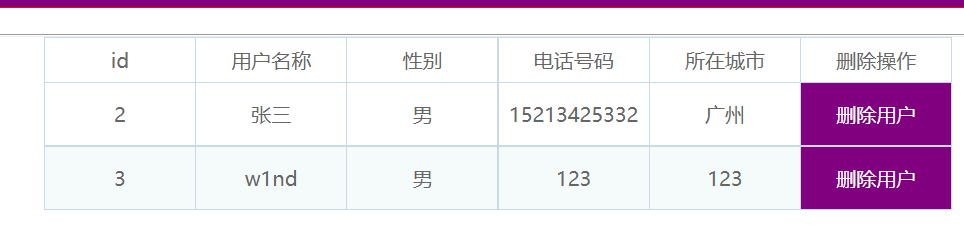 id 用户名称 性别 电话号码 所在城市 删除操作
2 张三 男 15213425332 广州 删除用户
3 w1nd 男 123 123 删除用户